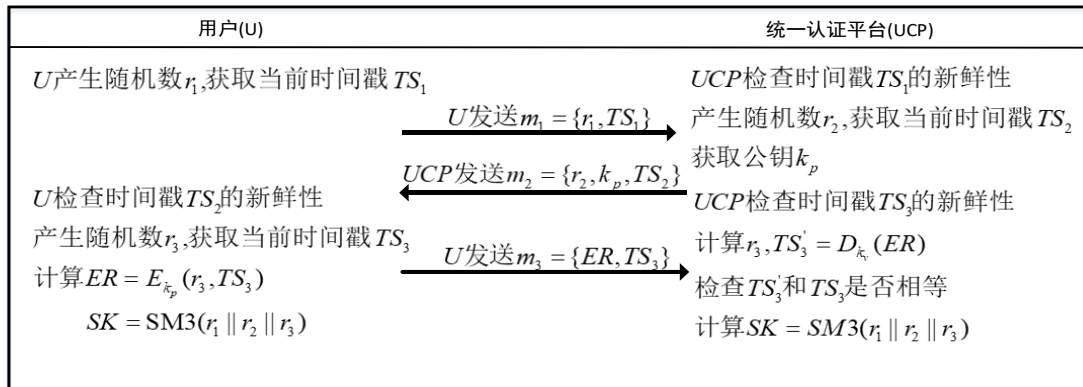 用户(U)
统一认证平台(UCP)
U产生随机数r₁,获取当前时间戳TS₁
UCP检查时间戳TS₁的新鲜性
U发送m₁ = {r₁,TS₁}
产生随机数r₂,获取当前时间戳TS₂
获取公钥kₚ
UCP发送m₂ = {r₂,kₚ,TS₂}
U检查时间戳TS₂的新鲜性
UCP检查时间戳TS₃的新鲜性
产生随机数r₃,获取当前时间戳TS₃
计算r₃,TS₃' = D_k(ER)
U发送m₃ = {ER,TS₃}
计算ER = E_kₚ(r₃,TS₃)
检查TS₃'和TS₃是否相等
SK = SM3(r₁ || r₂ || r₃)
计算SK = SM3(r₁ || r₂ || r₃)